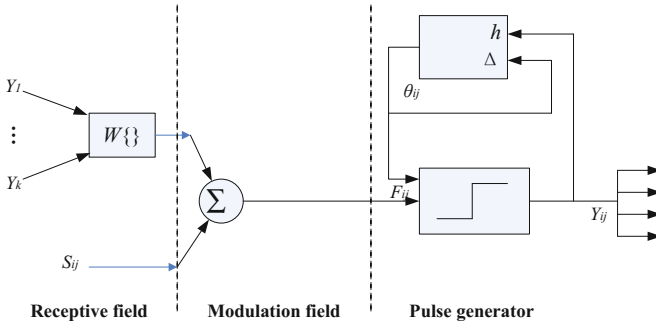 h
Δ
θij
Y1
⋮
W{}
Yk
Σ
Fij
Yij
Sij
Receptive field
Modulation field
Pulse generator